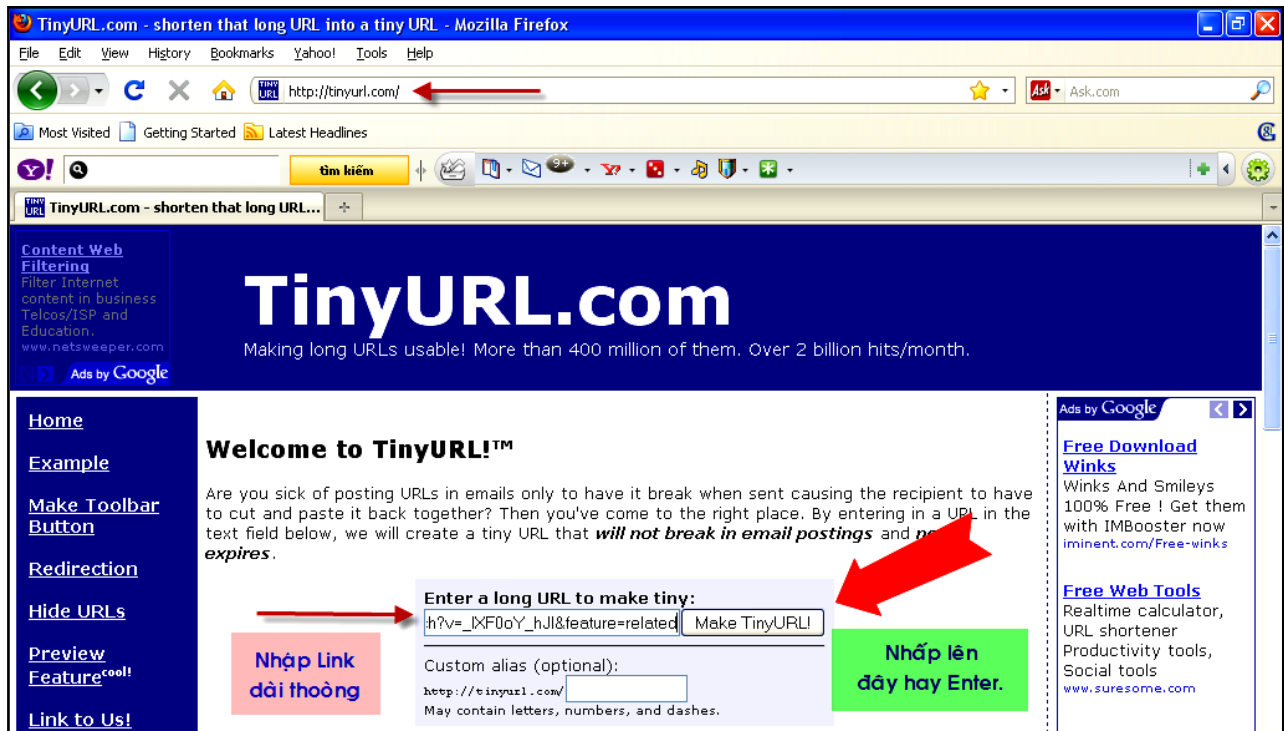 TinyURL.com - shorten that long URL into a tiny URL - Mozilla Firefox
File Edit View History Bookmarks Yahoo! Tools Help
TINY URL http://tinyurl.com/ Ask Ask.com
Most Visited Getting Started Latest Headlines
Y! tìm kiếm 9+
TINY URL TinyURL.com - shorten that long URL...
Content Web
Filtering
Filter Internet
content in business
Telcos/ISP and
Education.
www.netsweeper.com
Ads by Google
TinyURL.com
Making long URLs usable! More than 400 million of them. Over 2 billion hits/month.
Home
Example
Make Toolbar
Button
Redirection
Hide URLs
Preview
Feature cool!
Link to Us!
Welcome to TinyURL!™
Are you sick of posting URLs in emails only to have it break when sent causing the recipient to have
to cut and paste it back together? Then you've come to the right place. By entering in a URL in the
text field below, we will create a tiny URL that will not break in email postings and
expires.
Enter a long URL to make tiny:
h?v=_IXF0oY_hJI&feature=related Make TinyURL!
Custom alias (optional):
http://tinyurl.com/
May contain letters, numbers, and dashes.
Nhập Link
dài thoòng
Nhấp lên
đây hay Enter.
Ads by Google
Free Download
Winks
Winks And Smileys
100% Free ! Get them
with IMBooster now
iminent.com/Free-winks
Free Web Tools
Realtime calculator,
URL shortener
Productivity tools,
Social tools
www.suresome.com